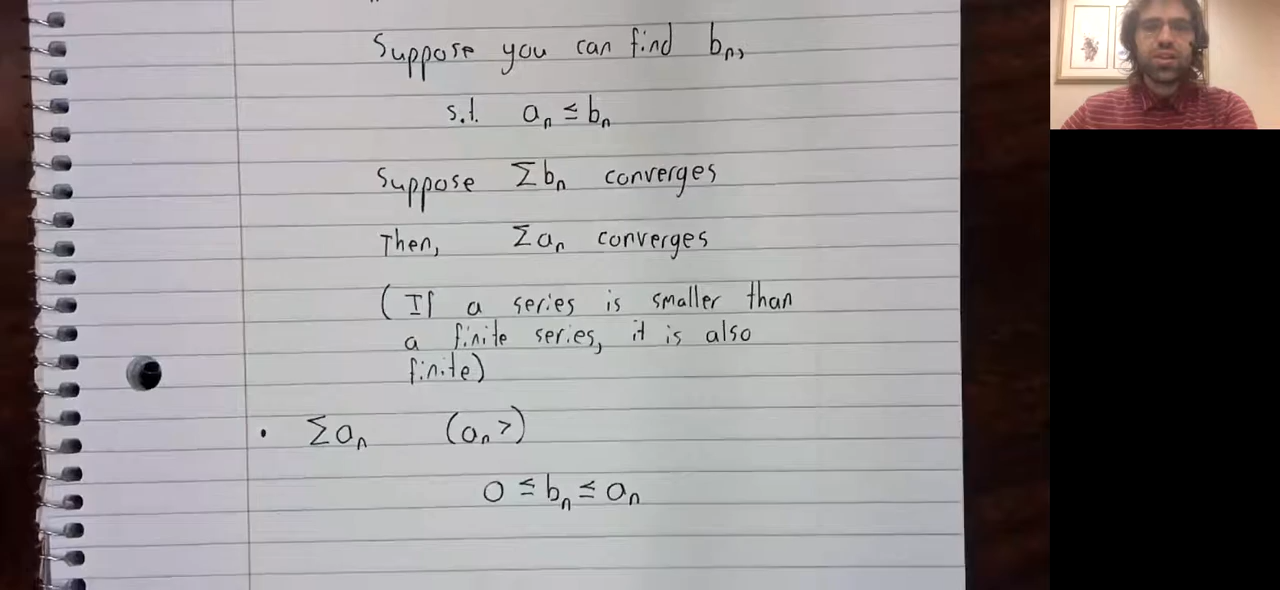 Suppose you can find bₙ,
s.t. aₙ ≤ bₙ
Suppose Σbₙ converges
Then, Σaₙ converges
(If a series is smaller than
a finite series, it is also
finite)
• Σaₙ (aₙ >)
0 ≤ bₙ ≤ aₙ